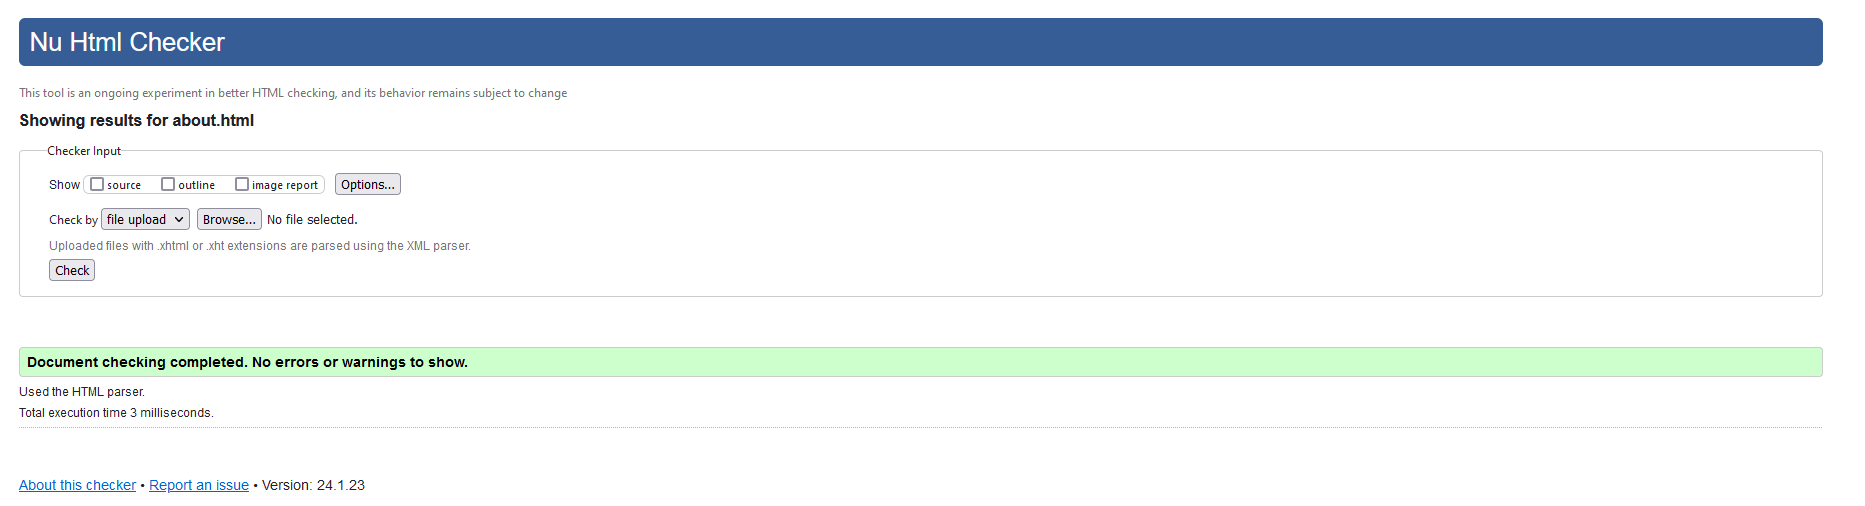 Nu Html Checker
This tool is an ongoing experiment in better HTML checking, and its behavior remains subject to change
Showing results for about.html
Checker Input
Show source outline image report Options...
Check by file upload Browse... No file selected.
Uploaded files with .xhtml or .xht extensions are parsed using the XML parser.
Check
Document checking completed. No errors or warnings to show.
Used the HTML parser.
Total execution time 3 milliseconds.
About this checker • Report an issue • Version: 24.1.23